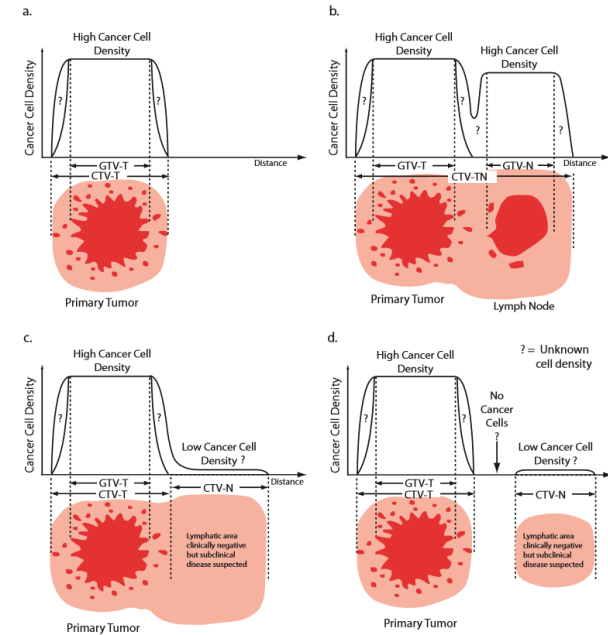 a.
High Cancer Cell
Density
Cancer Cell Density
?
?
GTV-T
CTV-T
Distance
Primary Tumor
b.
High Cancer Cell
Density
High Cancer Cell
Density
Cancer Cell Density
?
?
?
GTV-T
GTV-N
Distance
CTV-TN
Primary Tumor
Lymph Node
c.
High Cancer Cell
Density
Cancer Cell Density
?
?
Low Cancer Cell
Density ?
GTV-T
CTV-T
CTV-N
Distance
Lymphatic area
clinically negative
but subclinical
disease suspected
Primary Tumor
d.
? = Unknown
cell density
High Cancer Cell
Density
Cancer Cell Density
?
?
No
Cancer
Cells
?
Low Cancer Cell
Density ?
GTV-T
CTV-T
CTV-N
Lymphatic area
clinically negative
but subclinical
disease suspected
Primary Tumor